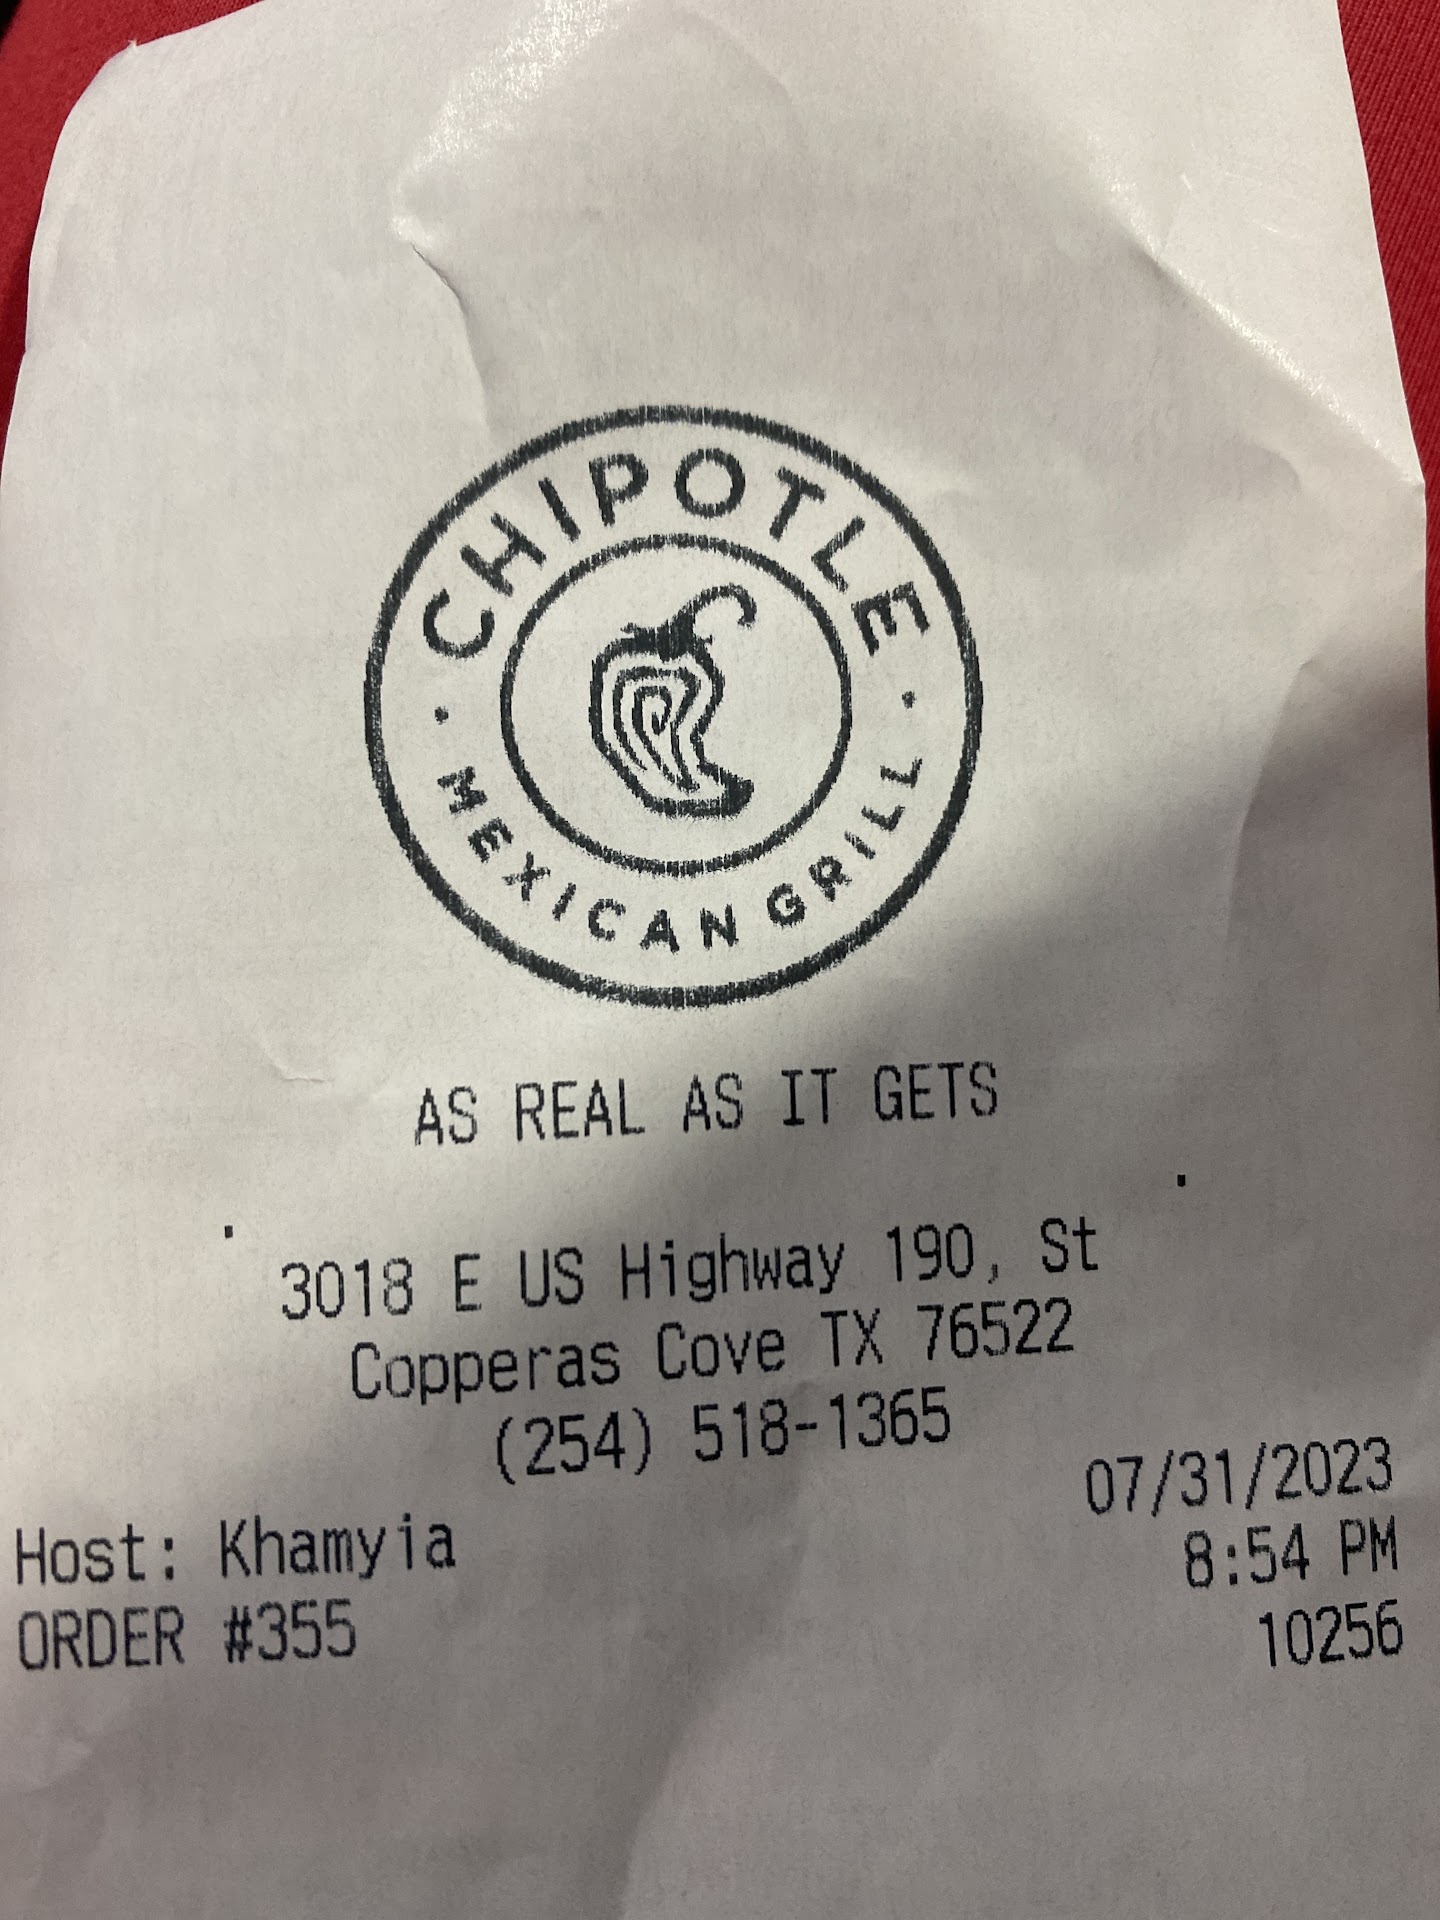 CHIPOTLE
MEXICAN GRILL
AS REAL AS IT GETS
3018 E US Highway 190, St
Copperas Cove TX 76522
(254) 518-1365
07/31/2023
Host: Khamyia 8:54 PM
ORDER #355 10256